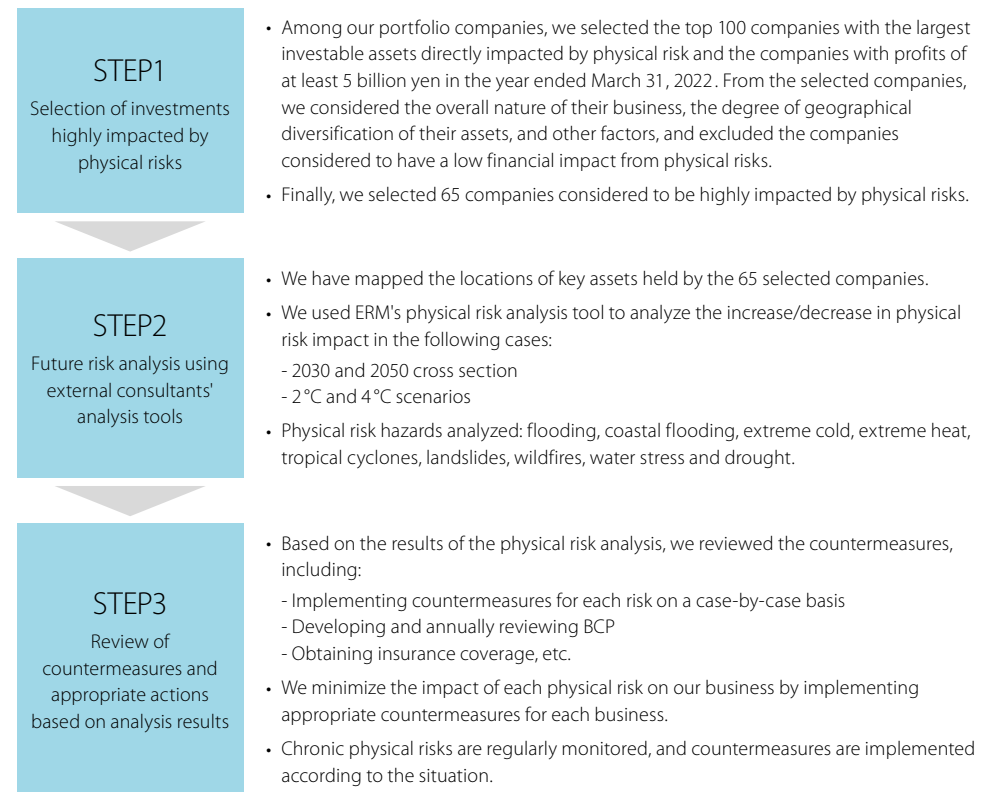 STEP1
Selection of investments
highly impacted by
physical risks
• Among our portfolio companies, we selected the top 100 companies with the largest
investable assets directly impacted by physical risk and the companies with profits of
at least 5 billion yen in the year ended March 31, 2022. From the selected companies,
we considered the overall nature of their business, the degree of geographical
diversification of their assets, and other factors, and excluded the companies
considered to have a low financial impact from physical risks.
• Finally, we selected 65 companies considered to be highly impacted by physical risks.
STEP2
Future risk analysis using
external consultants'
analysis tools
• We have mapped the locations of key assets held by the 65 selected companies.
• We used ERM's physical risk analysis tool to analyze the increase/decrease in physical
risk impact in the following cases:
- 2030 and 2050 cross section
- 2°C and 4°C scenarios
• Physical risk hazards analyzed: flooding, coastal flooding, extreme cold, extreme heat,
tropical cyclones, landslides, wildfires, water stress and drought.
STEP3
Review of
countermeasures and
appropriate actions
based on analysis results
• Based on the results of the physical risk analysis, we reviewed the countermeasures,
including:
- Implementing countermeasures for each risk on a case-by-case basis
- Developing and annually reviewing BCP
- Obtaining insurance coverage, etc.
• We minimize the impact of each physical risk on our business by implementing
appropriate countermeasures for each business.
• Chronic physical risks are regularly monitored, and countermeasures are implemented
according to the situation.